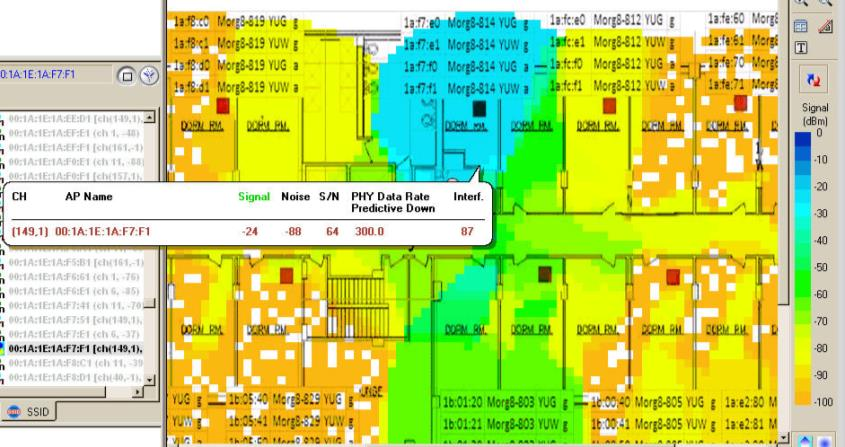 1a:f8:c0 Morg8-819 YUG g
1a:f8:c1 Morg8-819 YUW g
1a:f8:d0 Morg8-819 YUG a
1a:f8:d1 Morg8-819 YUW a
1a:f7:e0 Morg8-814 YUG g
1a:f7:e1 Morg8-814 YUW g
1a:f7:f0 Morg8-814 YUG a
1a:f7:f1 Morg8-814 YUW a
1a:fc:e0 Morg8-812 YUG g
1a:fc:e1 Morg8-812 YUW g
1a:fc:f0 Morg8-812 YUG a
1a:fc:f1 Morg8-812 YUW a
1a:fe:60 Morg8
1a:fe:61 Morg8
1a:fe:70 Morg8
1a:fe:71 Morg8
0:1A:1E:1A:F7:F1
00:1A:1E:1A:EE:D1 [ch(149,1),
00:1A:1E:1A:EF:E1 (ch 1, -48)
00:1A:1E:1A:EF:F1 [ch(161,-1)
00:1A:1E:1A:F0:E1 (ch 11, -88)
00:1A:1E:1A:F0:F1 [ch(157,1),
DORM RM. DORM RM. DORM RM. DORM RM. DORM RM. DORM RM.
CH AP Name Signal Noise S/N PHY Data Rate Interf.
Predictive Down
(149,1) 00:1A:1E:1A:F7:F1 -24 -88 64 300.0 87
00:1A:1E:1A:F5:B1 [ch(161,-1)
00:1A:1E:1A:F6:61 (ch 1, -76)
00:1A:1E:1A:F6:E1 (ch 6, -85)
00:1A:1E:1A:F7:41 (ch 11, -70)
00:1A:1E:1A:F7:51 [ch(149,1),
00:1A:1E:1A:F7:E1 (ch 6, -37)
00:1A:1E:1A:F7:F1 [ch(149,1),
00:1A:1E:1A:F8:C1 (ch 11, -39
00:1A:1E:1A:F8:D1 [ch(40,-1),
SSID
DORM RM. DORM RM. DORM RM. DORM RM. DORM RM. DORM RM.
YUG g
YUW g
YUG
1b:05:40 Morg8-829 YUG g
1b:05:41 Morg8-829 YUW g
1b:01:20 Morg8-803 YUG g
1b:01:21 Morg8-803 YUW g
1b:00:40 Morg8-805 YUG g
1b:00:41 Morg8-805 YUW g
1a:e2:80 M
1a:e2:81 M
T
Signal
(dBm)
0
-10
-20
-30
-40
-50
-60
-70
-80
-90
-100